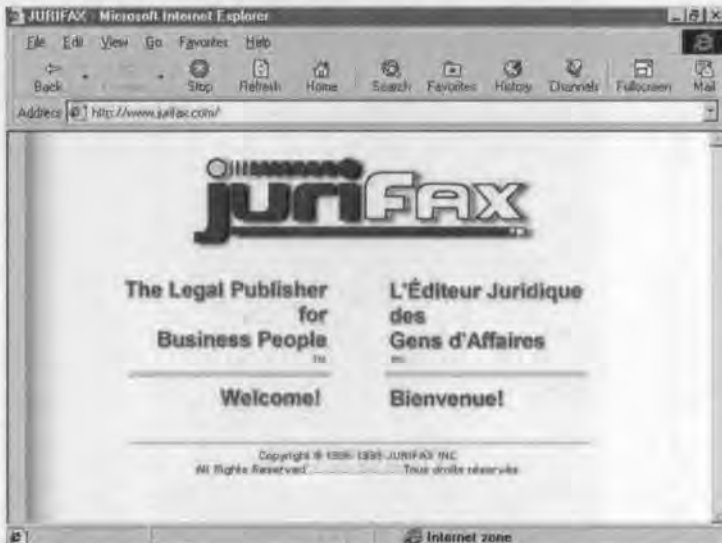 JURIFAX - Microsoft Internet Explorer
File Edit View Go Favorites Help
Back Stop Refresh Home Search Favorites History Channels Fullscreen Mail
Address http://www.jurifax.com/
juriFax
The Legal Publisher
for
Business People
TM
Welcome!
L'Éditeur Juridique
des
Gens d'Affaires
MC
Bienvenue!
Copyright © 1996-1998 JURIFAX INC.
All Rights Reserved Tous droits réservés
Internet zone